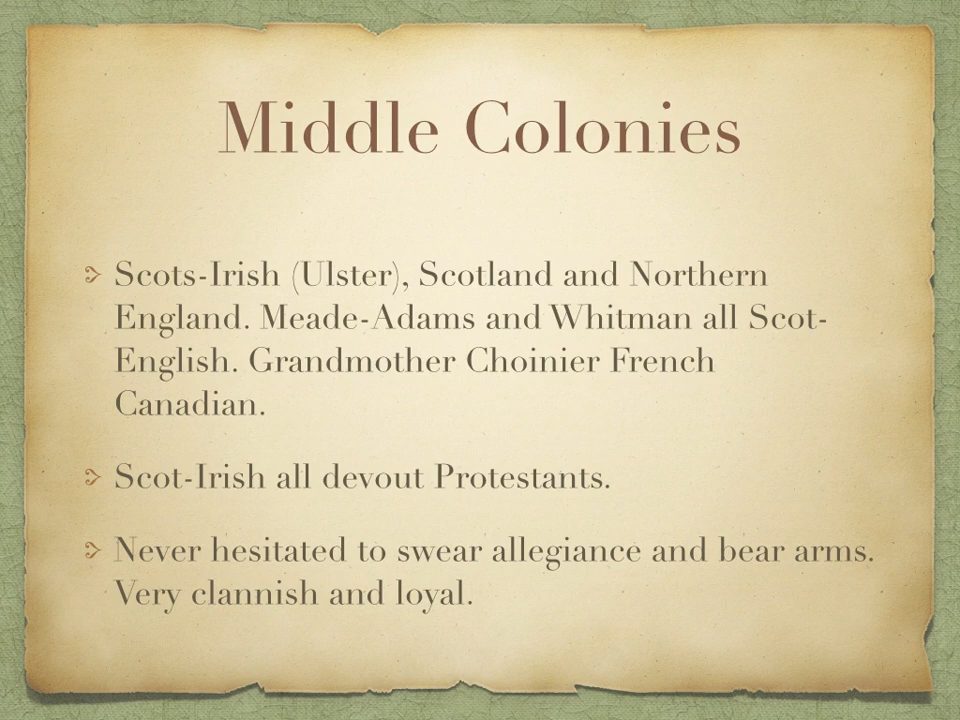 Middle Colonies
Scots-Irish (Ulster), Scotland and Northern
England. Meade-Adams and Whitman all Scot-
English. Grandmother Choinier French
Canadian.
Scot-Irish all devout Protestants.
Never hesitated to swear allegiance and bear arms.
Very clannish and loyal.